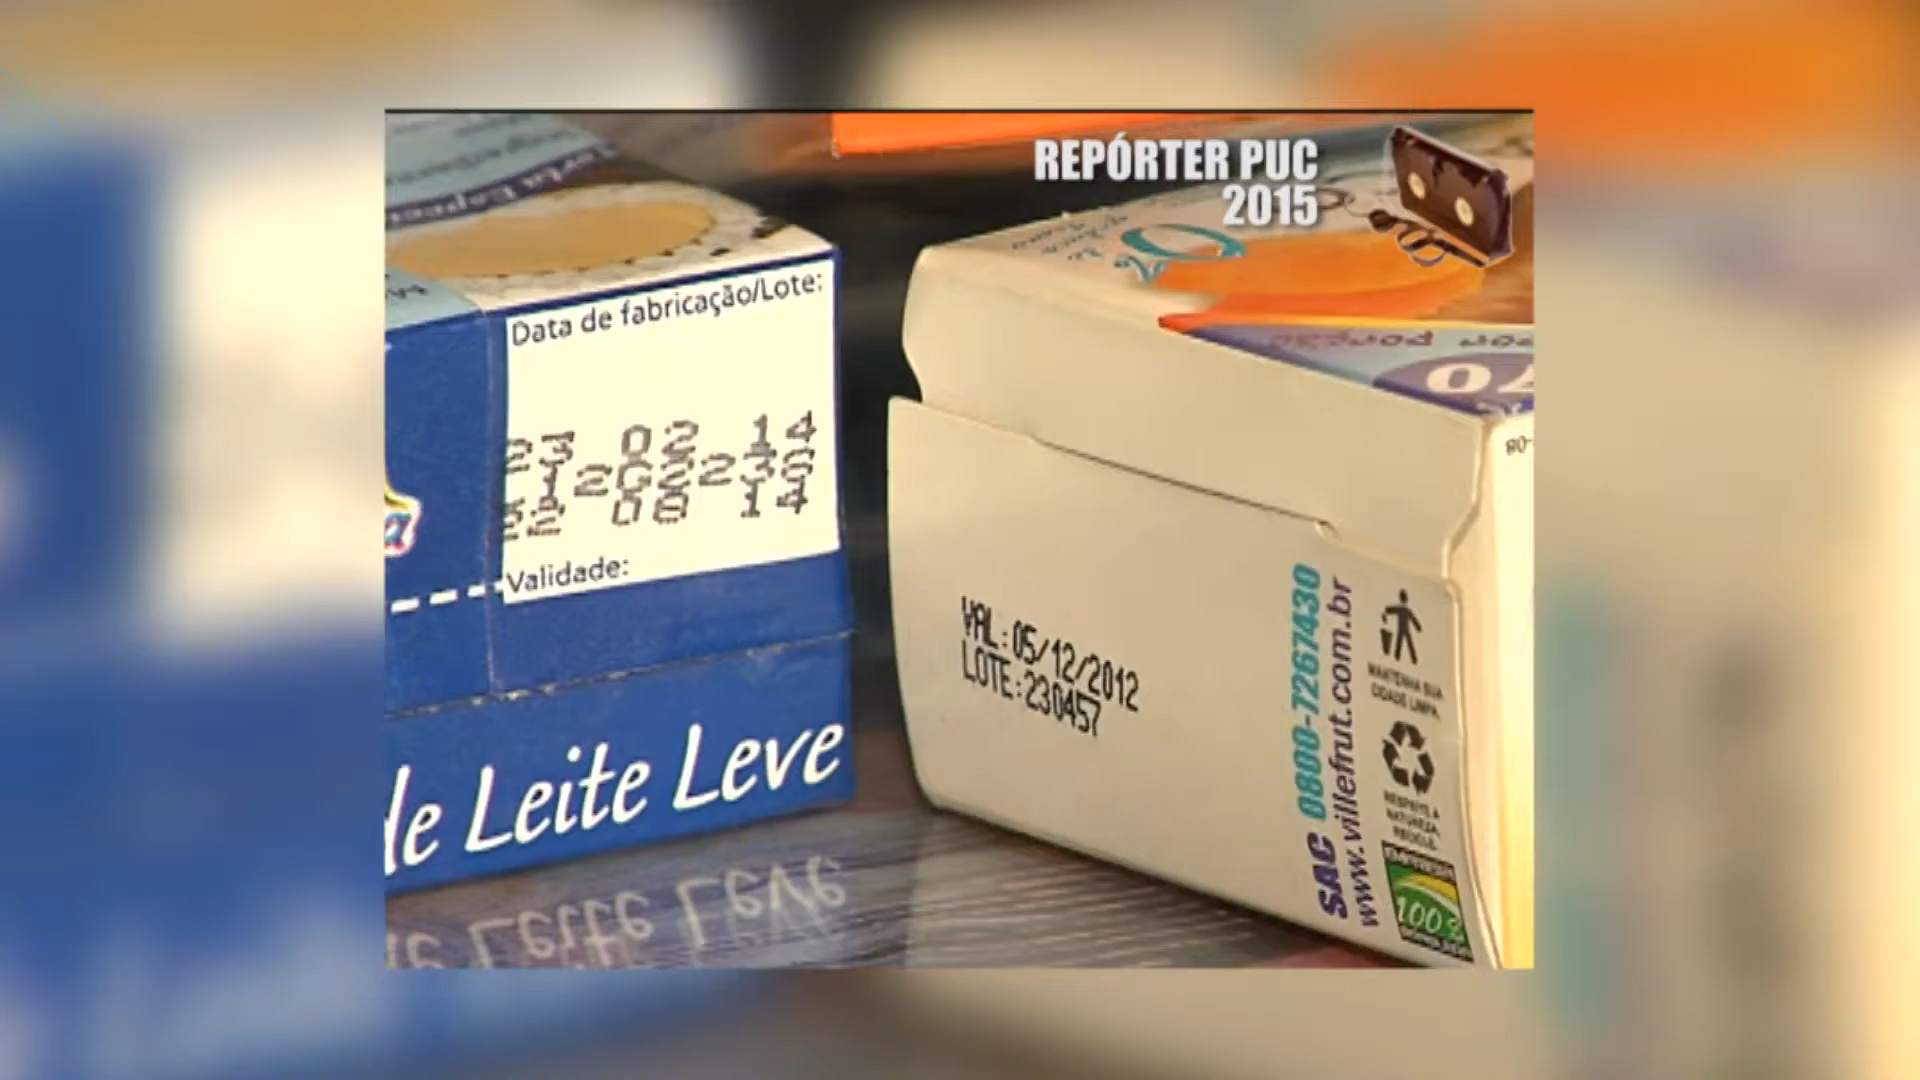 REPÓRTER PUC
2015
Data de fabricação/Lote:
23 02 14
08 14
Validade:
de Leite Leve
70
VAL:05/12/2012
LOTE:230457
SAC 0800-7267430
www.villefrut.com.br
MANTENHA SUA
CIDADE LIMPA.
RESPEITE A
NATUREZA.
RECICLE.
100%